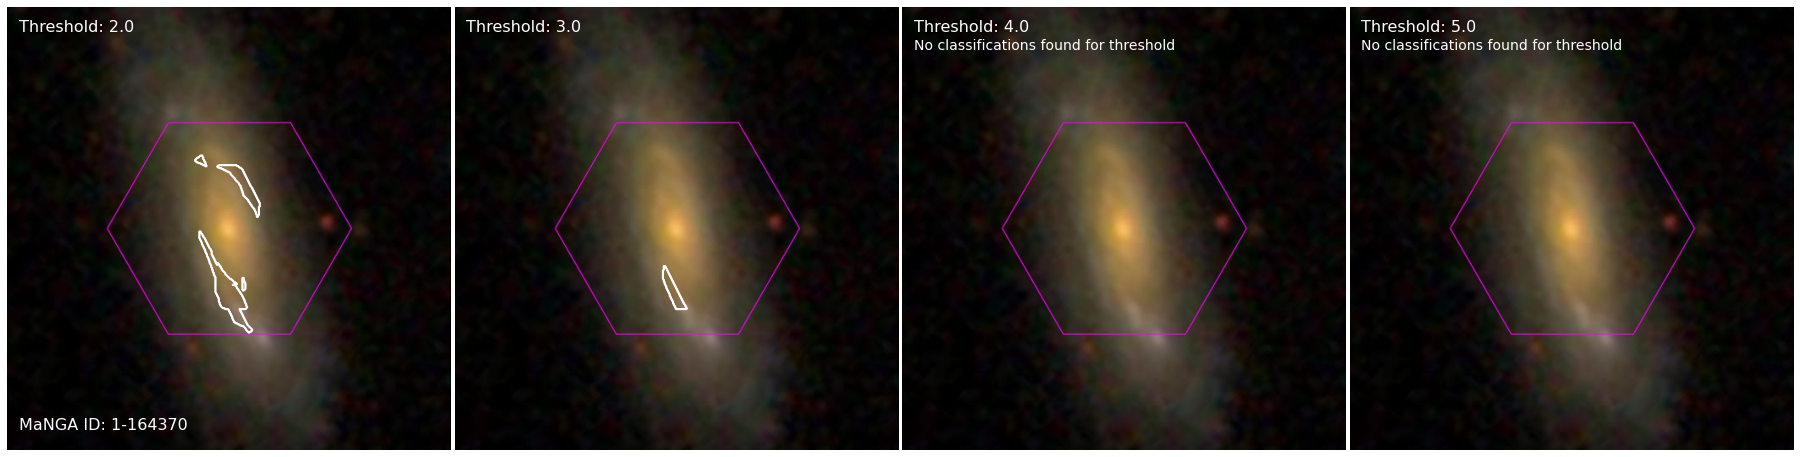 Threshold: 2.0
MaNGA ID: 1-164370
Threshold: 3.0
Threshold: 4.0
No classifications found for threshold
Threshold: 5.0
No classifications found for threshold